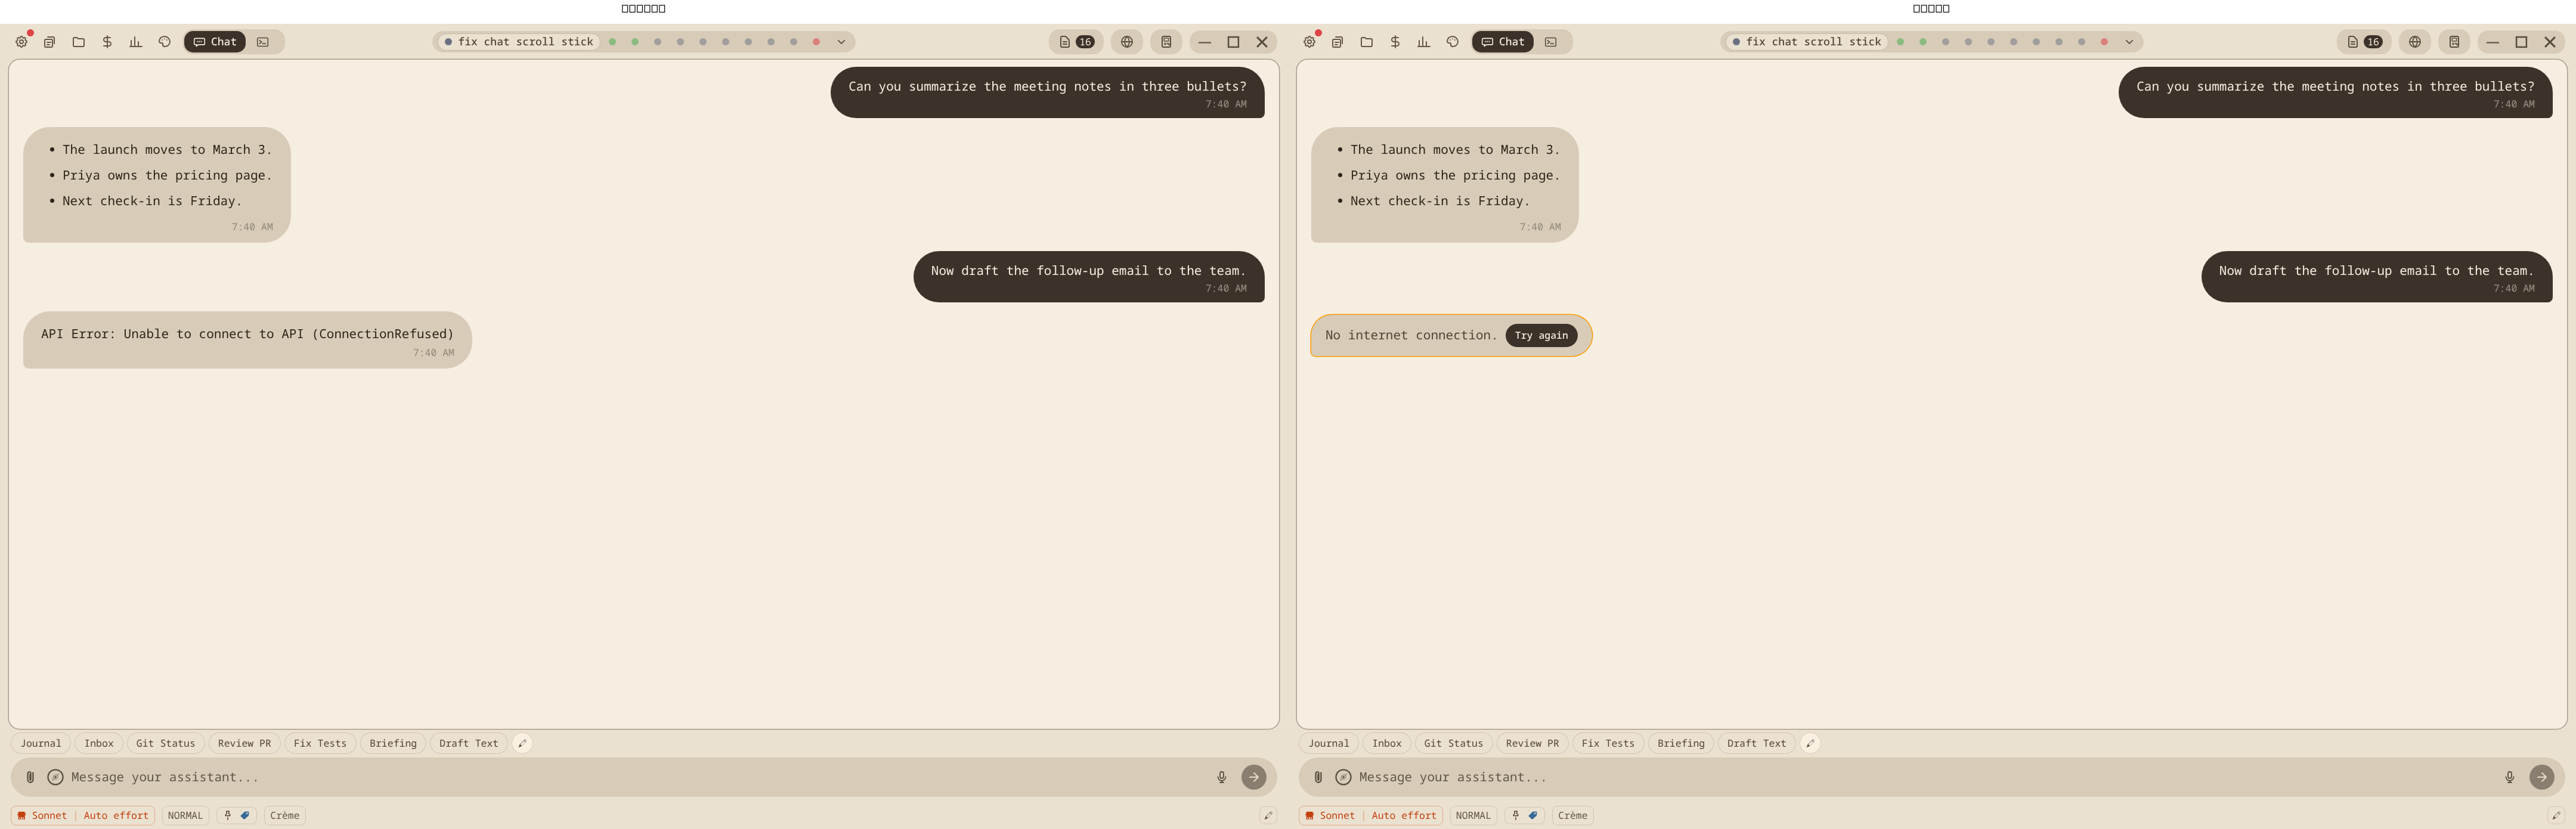 Chat
fix chat scroll stick
16
Can you summarize the meeting notes in three bullets?
7:40 AM
• The launch moves to March 3.
• Priya owns the pricing page.
• Next check-in is Friday.
7:40 AM
Now draft the follow-up email to the team.
7:40 AM
API Error: Unable to connect to API (ConnectionRefused)
7:40 AM
Journal Inbox Git Status Review PR Fix Tests Briefing Draft Text
Message your assistant...
Sonnet | Auto effort NORMAL Crème
Chat
fix chat scroll stick
16
Can you summarize the meeting notes in three bullets?
7:40 AM
• The launch moves to March 3.
• Priya owns the pricing page.
• Next check-in is Friday.
7:40 AM
Now draft the follow-up email to the team.
7:40 AM
No internet connection. Try again
Journal Inbox Git Status Review PR Fix Tests Briefing Draft Text
Message your assistant...
Sonnet | Auto effort NORMAL Crème